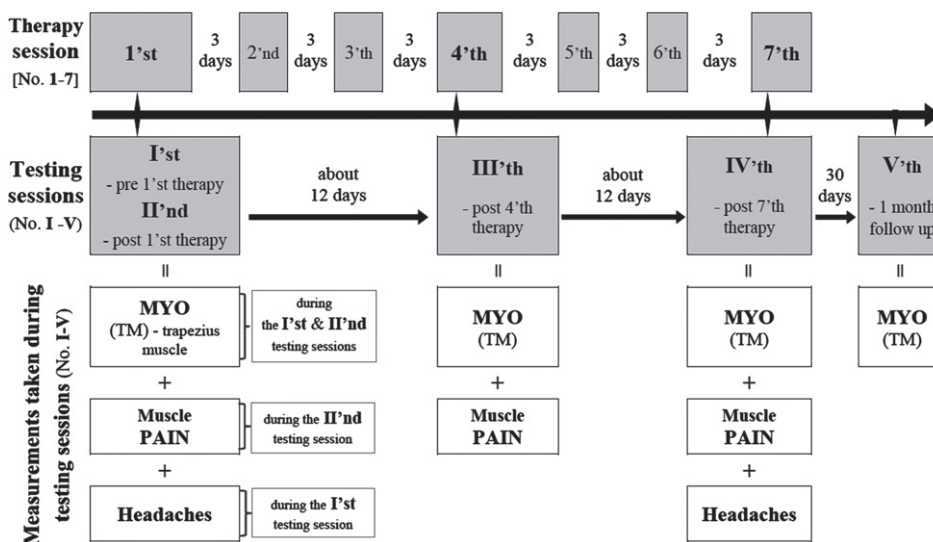 Therapy
session
[No. 1-7]
1'st
3
days
2'nd
3
days
3'th
3
days
4'th
3
days
5'th
3
days
6'th
3
days
7'th
Testing
sessions
(No. I -V)
I'st
- pre 1'st therapy
II'nd
- post 1'st therapy
about
12 days
III'th
- post 4'th
therapy
about
12 days
IV'th
- post 7'th
therapy
30
days
V'th
- 1 month
follow up
=
=
=
=
Measurements taken during
testing sessions (No. I-V)
MYO
(TM) - trapezius
muscle
during
the I'st & II'nd
testing sessions
MYO
(TM)
MYO
(TM)
MYO
(TM)
+
+
+
Muscle
PAIN
during the II'nd
testing session
Muscle
PAIN
Muscle
PAIN
+
+
Headaches
during the I'st
testing session
Headaches